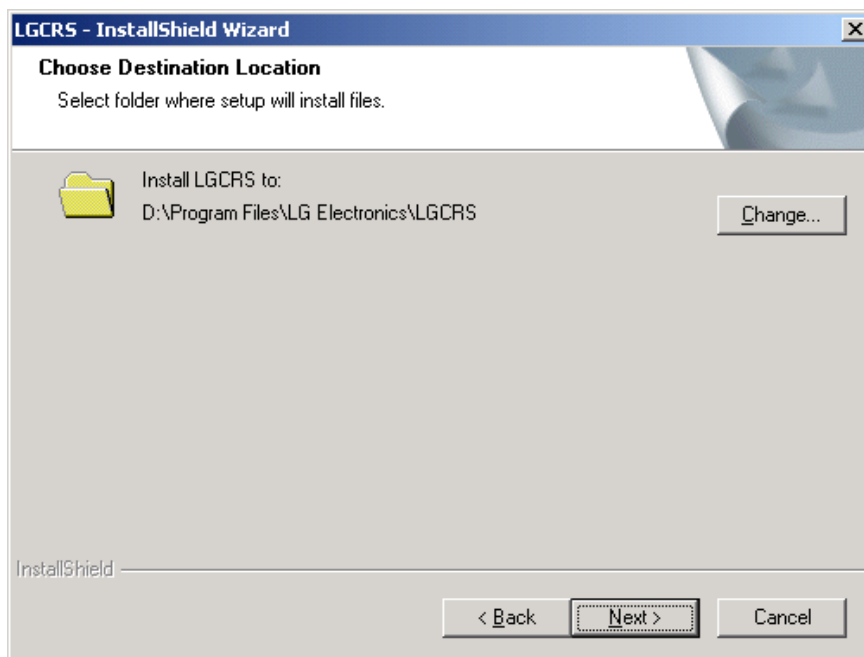 LGCRS - InstallShield Wizard
Choose Destination Location
Select folder where setup will install files.
Install LGCRS to:
D:\Program Files\LG Electronics\LGCRS
Change...
InstallShield
< Back
Next >
Cancel